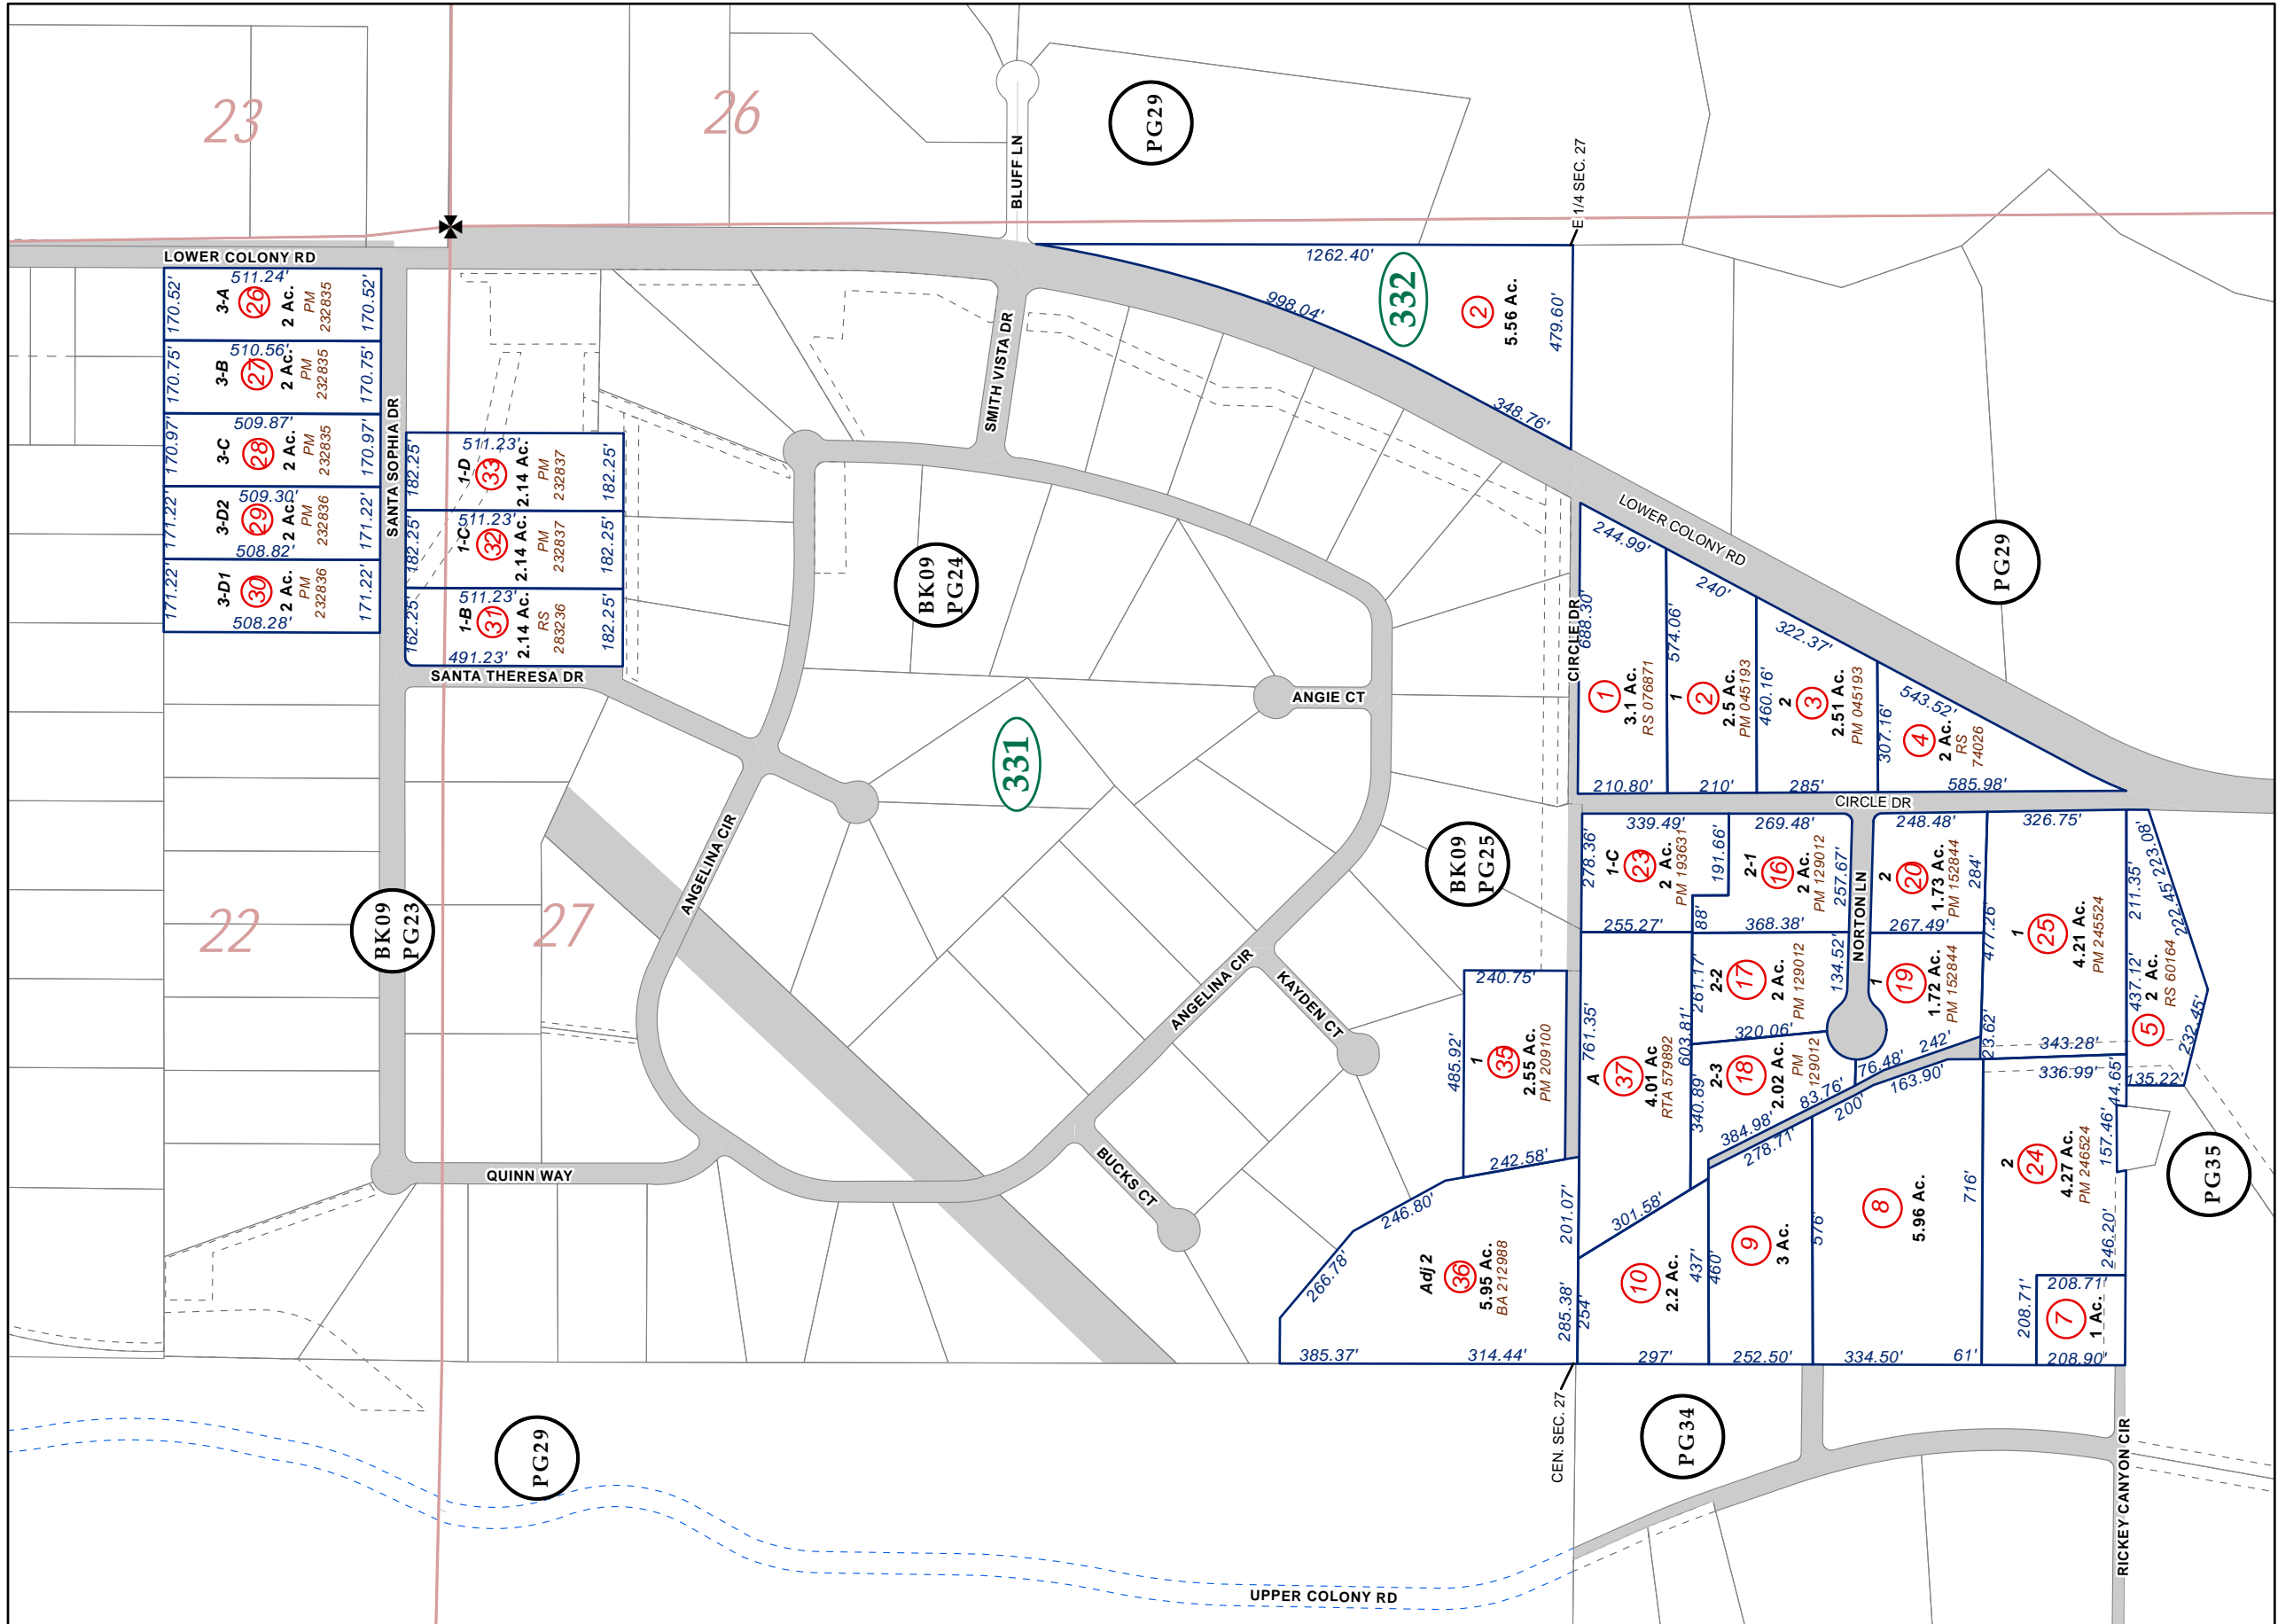 23
26
22
27
PG29
BLUFF LN
E 1/4 SEC. 27
LOWER COLONY RD
511.24'
170.52'
3-A
26
2 Ac.
PM
232835
170.52'
510.56'
170.75'
3-B
27
2 Ac.
PM
232835
170.75'
509.87'
170.97'
3-C
28
2 Ac.
PM
232835
170.97'
509.30'
171.22'
3-D2
29
2 Ac.
PM
232836
171.22'
508.82'
171.22'
3-D1
30
2 Ac.
PM
232836
171.22'
508.28'
SANTA SOPHIA DR
511.23'
182.25'
1-D
33
2.14 Ac.
PM
232837
182.25'
511.23'
182.25'
1-C
32
2.14 Ac.
PM
232837
182.25'
511.23'
162.25'
1-B
31
2.14 Ac.
RS
283236
182.25'
491.23'
SANTA THERESA DR
SMITH VISTA DR
1262.40'
998.04'
332
2
5.56 Ac.
479.60'
348.76'
LOWER COLONY RD
PG29
BK09
PG24
331
ANGIE CT
BK09
PG23
BK09
PG25
ANGELINA CIR
ANGELINA CIR
KAYDEN CT
BUCKS CT
QUINN WAY
CIRCLE DR
244.99'
688.30'
1
3.1 Ac.
RS 076871
210.80'
240'
574.06'
1
2
2.5 Ac.
PM 045193
210'
322.37'
460.16'
2
3
2.51 Ac.
PM 045193
285'
543.52'
307.16'
4
2 Ac.
RS
74026
585.98'
CIRCLE DR
339.49'
278.36'
1-C
23
2 Ac.
PM 193631
191.66'
88'
255.27'
269.48'
2-1
16
2 Ac.
PM 129012
257.67'
368.38'
NORTON LN
248.48'
2
20
1.73 Ac.
PM 152844
284'
267.49'
326.75'
477.26'
1
25
4.21 Ac.
PM 245524
343.28'
211.35'
223.08'
222.45'
437.12'
5
2 Ac.
RS 60164
232.45'
135.22'
261.17'
2-2
17
2 Ac.
PM 129012
134.52'
320.06'
1
19
1.72 Ac.
PM 152844
242'
23.62'
76.48'
240.75'
485.92'
1
35
2.55 Ac.
PM 209100
242.58'
761.35'
A
37
4.01 Ac
RTA 579892
603.81'
301.58'
340.89'
2-3
18
2.02 Ac.
PM
129012
83.76'
384.98'
278.71'
200'
163.90'
336.99'
44.65'
157.46'
2
24
4.27 Ac.
PM 246524
246.20'
716'
246.80'
266.78'
Adj 2
36
5.95 Ac.
BA 212988
201.07'
285.38'
385.37'
314.44'
254'
10
2.2 Ac.
437'
297'
460'
9
3 Ac.
576'
252.50'
8
5.96 Ac.
334.50'
61'
208.71'
208.71'
7
1 Ac.
208.90'
PG35
PG29
CEN. SEC. 27
PG34
RICKEY CANYON CIR
UPPER COLONY RD